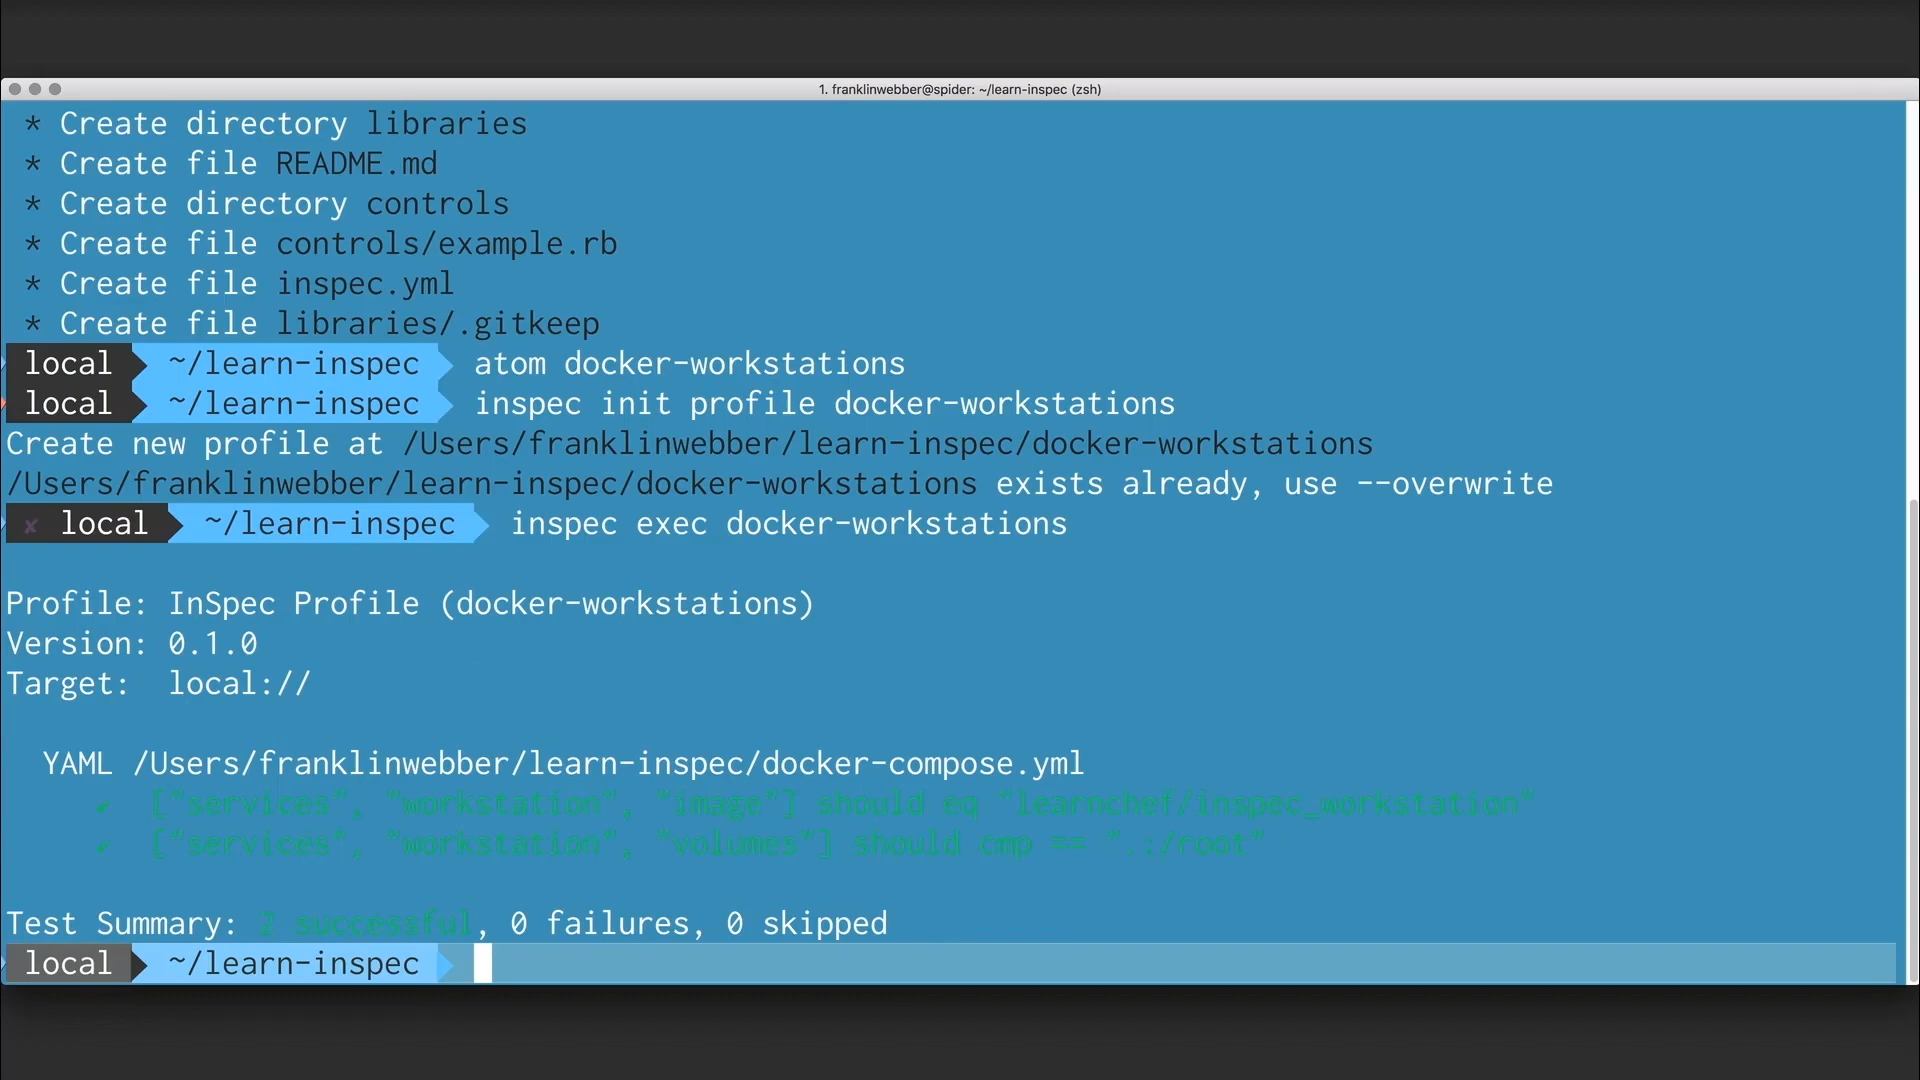 1. franklinwebber@spider: ~/learn-inspec (zsh)
* Create directory libraries
* Create file README.md
* Create directory controls
* Create file controls/example.rb
* Create file inspec.yml
* Create file libraries/.gitkeep
local ~/learn-inspec atom docker-workstations
local ~/learn-inspec inspec init profile docker-workstations
Create new profile at /Users/franklinwebber/learn-inspec/docker-workstations
/Users/franklinwebber/learn-inspec/docker-workstations exists already, use --overwrite
✘ local ~/learn-inspec inspec exec docker-workstations
Profile: InSpec Profile (docker-workstations)
Version: 0.1.0
Target: local://
YAML /Users/franklinwebber/learn-inspec/docker-compose.yml
✔ ["services", "workstation", "image"] should eq "learnchef/inspec_workstation"
✔ ["services", "workstation", "volumes"] should cmp == ".:/root"
Test Summary: 2 successful, 0 failures, 0 skipped
local ~/learn-inspec